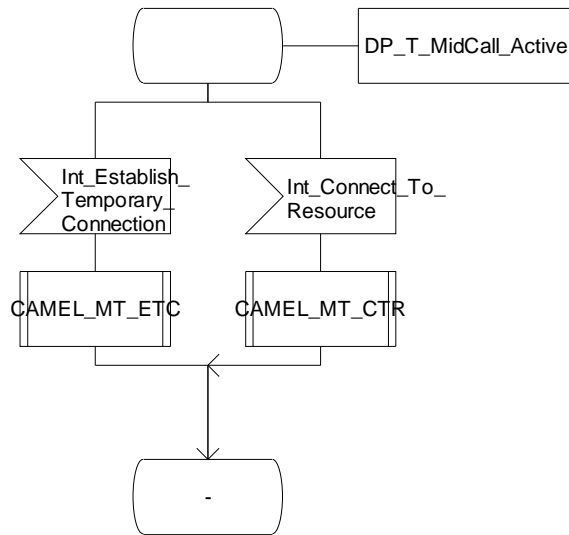 DP_T_MidCall_Active
Int_Establish_
Temporary_
Connection
Int_Connect_To_
Resource
CAMEL_MT_ETC
CAMEL_MT_CTR
-